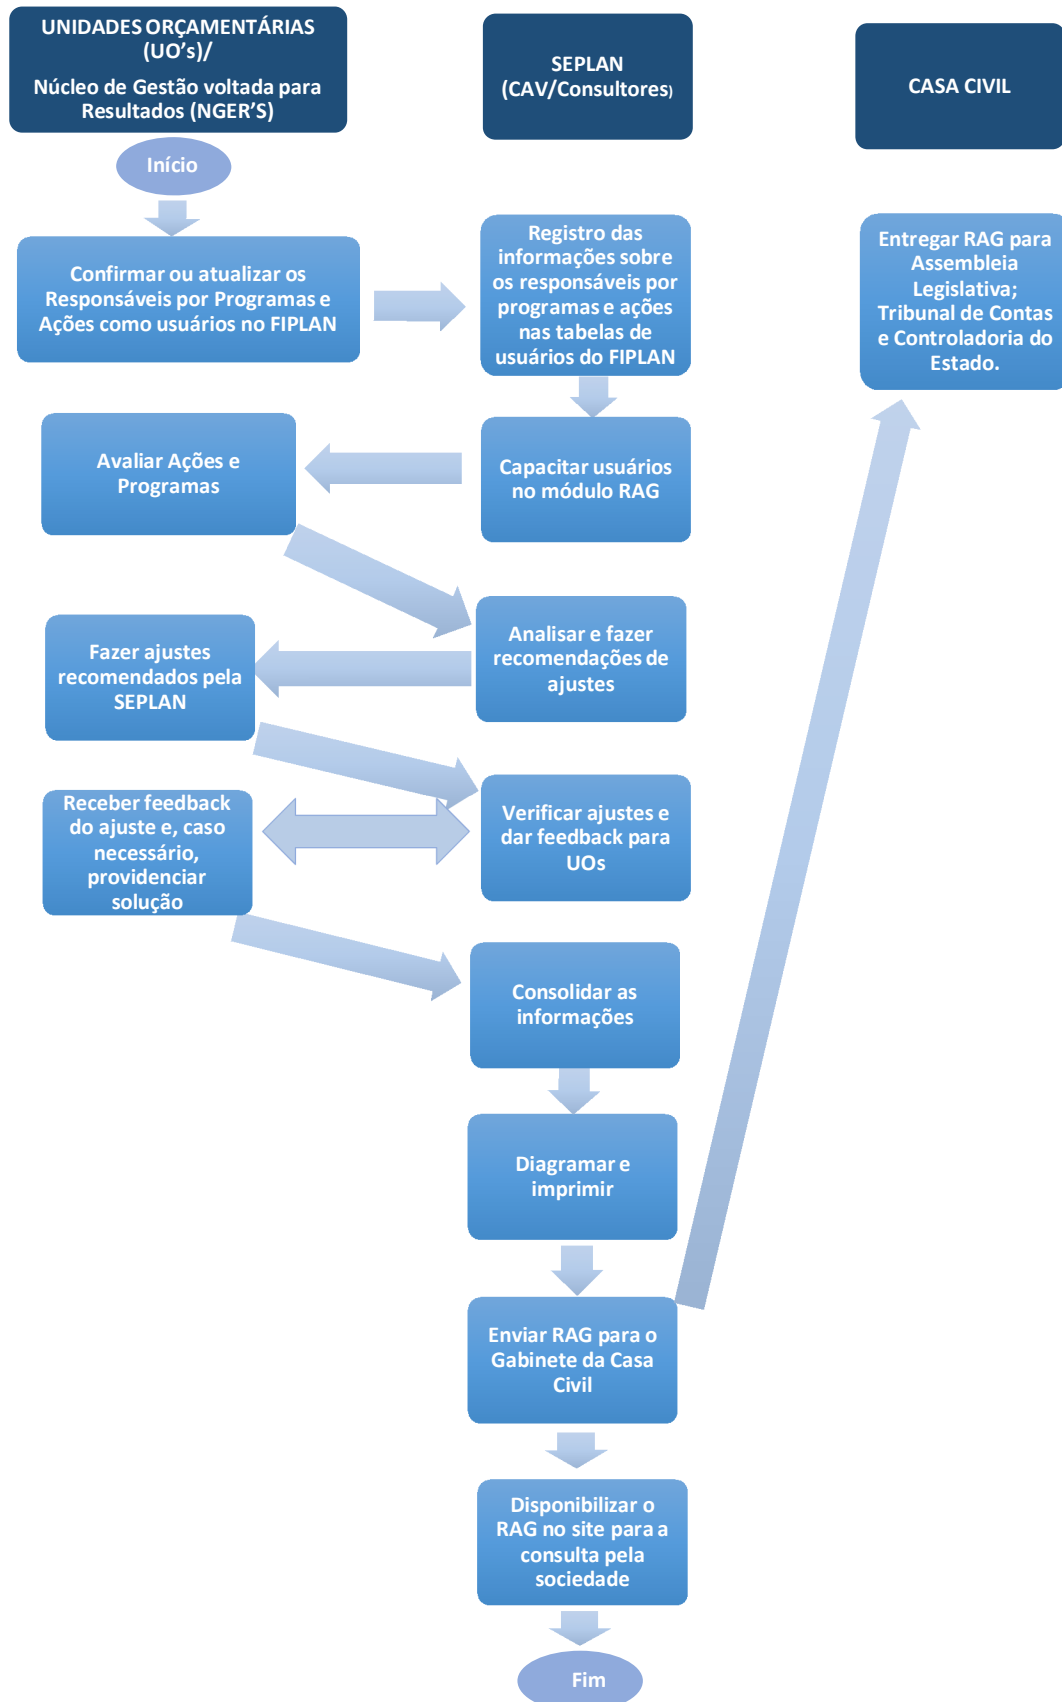 UNIDADES ORÇAMENTÁRIAS
(UO’s)/
Núcleo de Gestão voltada para
Resultados (NGER’S)
SEPLAN
(CAV/Consultores)
CASA CIVIL
Início
Confirmar ou atualizar os
Responsáveis por Programas e
Ações como usuários no FIPLAN
Registro das
informações sobre
os responsáveis por
programas e ações
nas tabelas de
usuários do FIPLAN
Entregar RAG para
Assembleia
Legislativa;
Tribunal de Contas
e Controladoria do
Estado.
Avaliar Ações e
Programas
Capacitar usuários
no módulo RAG
Analisar e fazer
recomendações de
ajustes
Fazer ajustes
recomendados pela
SEPLAN
Verificar ajustes e
dar feedback para
UOs
Receber feedback
do ajuste e, caso
necessário,
providenciar
solução
Consolidar as
informações
Diagramar e
imprimir
Enviar RAG para o
Gabinete da Casa
Civil
Disponibilizar o
RAG no site para a
consulta pela
sociedade
Fim